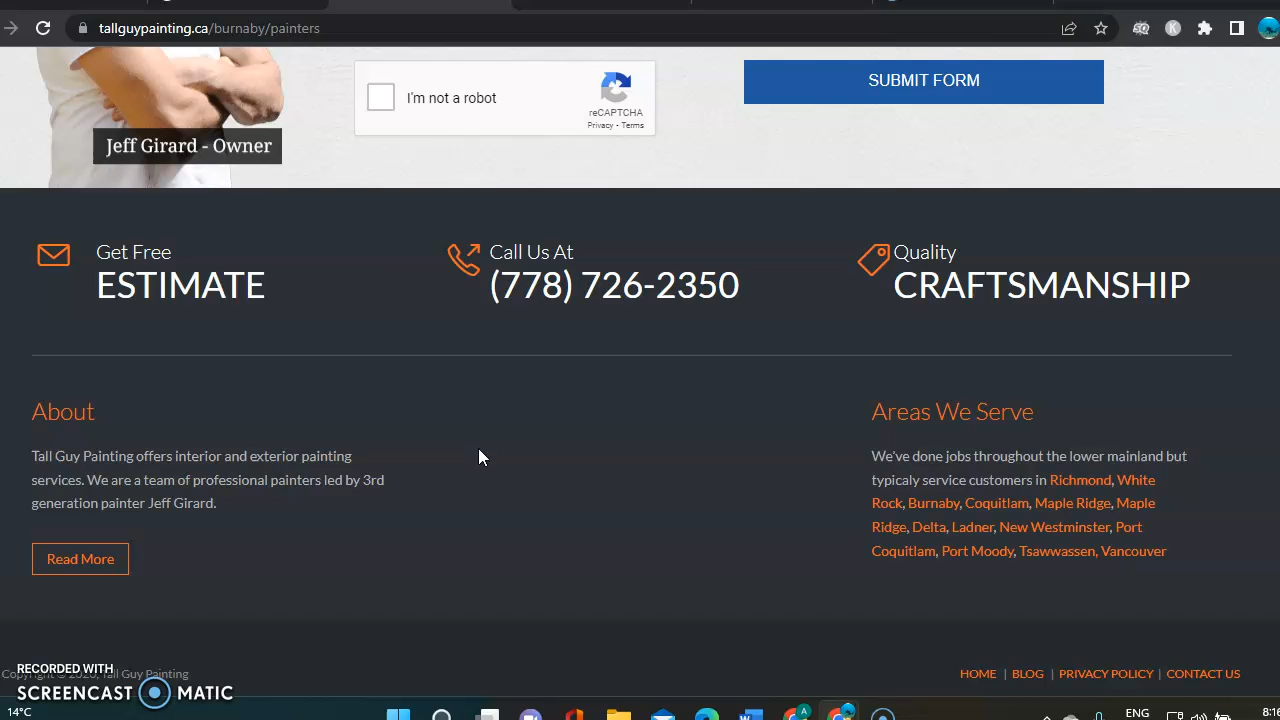 tallguypainting.ca/burnaby/painters
I'm not a robot
reCAPTCHA
Privacy - Terms
SUBMIT FORM
Jeff Girard - Owner
Get Free
ESTIMATE
Call Us At
(778) 726-2350
Quality
CRAFTSMANSHIP
About
Tall Guy Painting offers interior and exterior painting
services. We are a team of professional painters led by 3rd
generation painter Jeff Girard.
Read More
Areas We Serve
We've done jobs throughout the lower mainland but
typicaly service customers in Richmond, White
Rock, Burnaby, Coquitlam, Maple Ridge, Maple
Ridge, Delta, Ladner, New Westminster, Port
Coquitlam, Port Moody, Tsawwassen, Vancouver
RECORDED WITH
SCREENCAST MATIC
Tall Guy Painting
HOME | BLOG | PRIVACY POLICY | CONTACT US
14°C
ENG
8:16